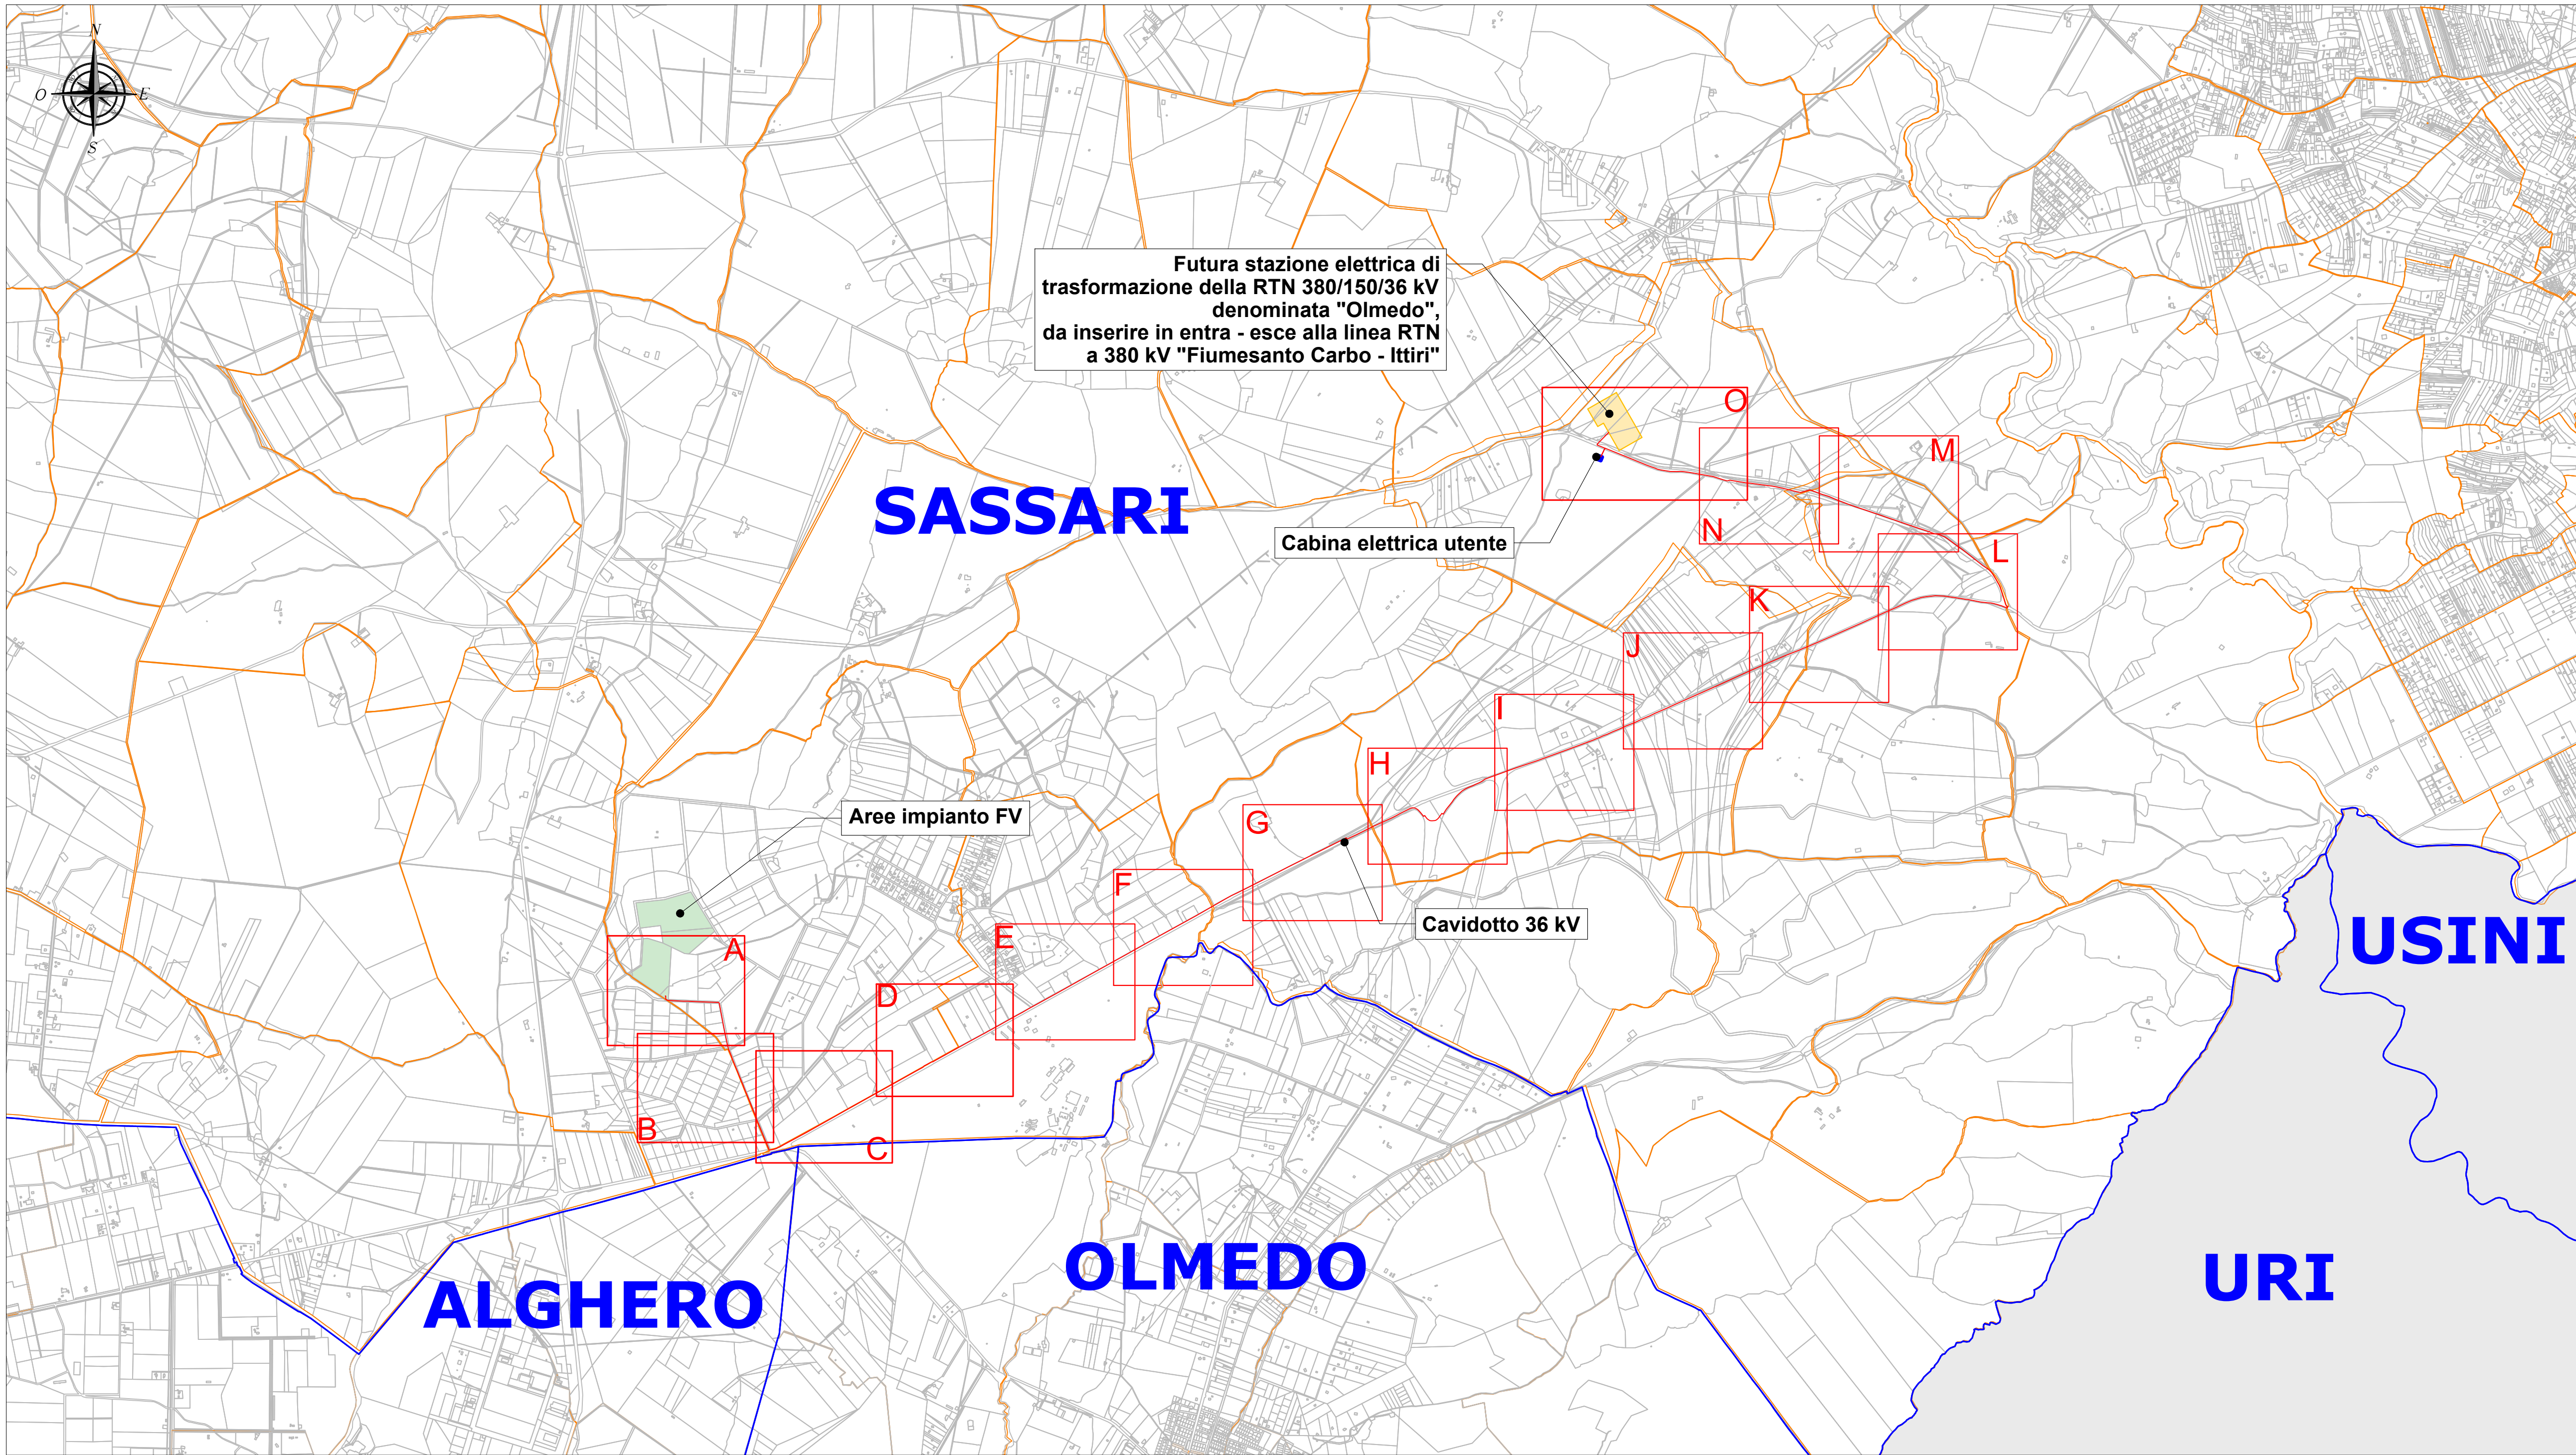 N
O
E
S
Futura stazione elettrica di
trasformazione della RTN 380/150/36 kV
denominata "Olmedo",
da inserire in entra - esce alla linea RTN
a 380 kV "Fiumesanto Carbo - Ittiri"
O
M
SASSARI
N
Cabina elettrica utente
L
K
J
I
H
Aree impianto FV
G
F
Cavidotto 36 kV
E
A
USINI
D
B
C
OLMEDO
URI
ALGHERO